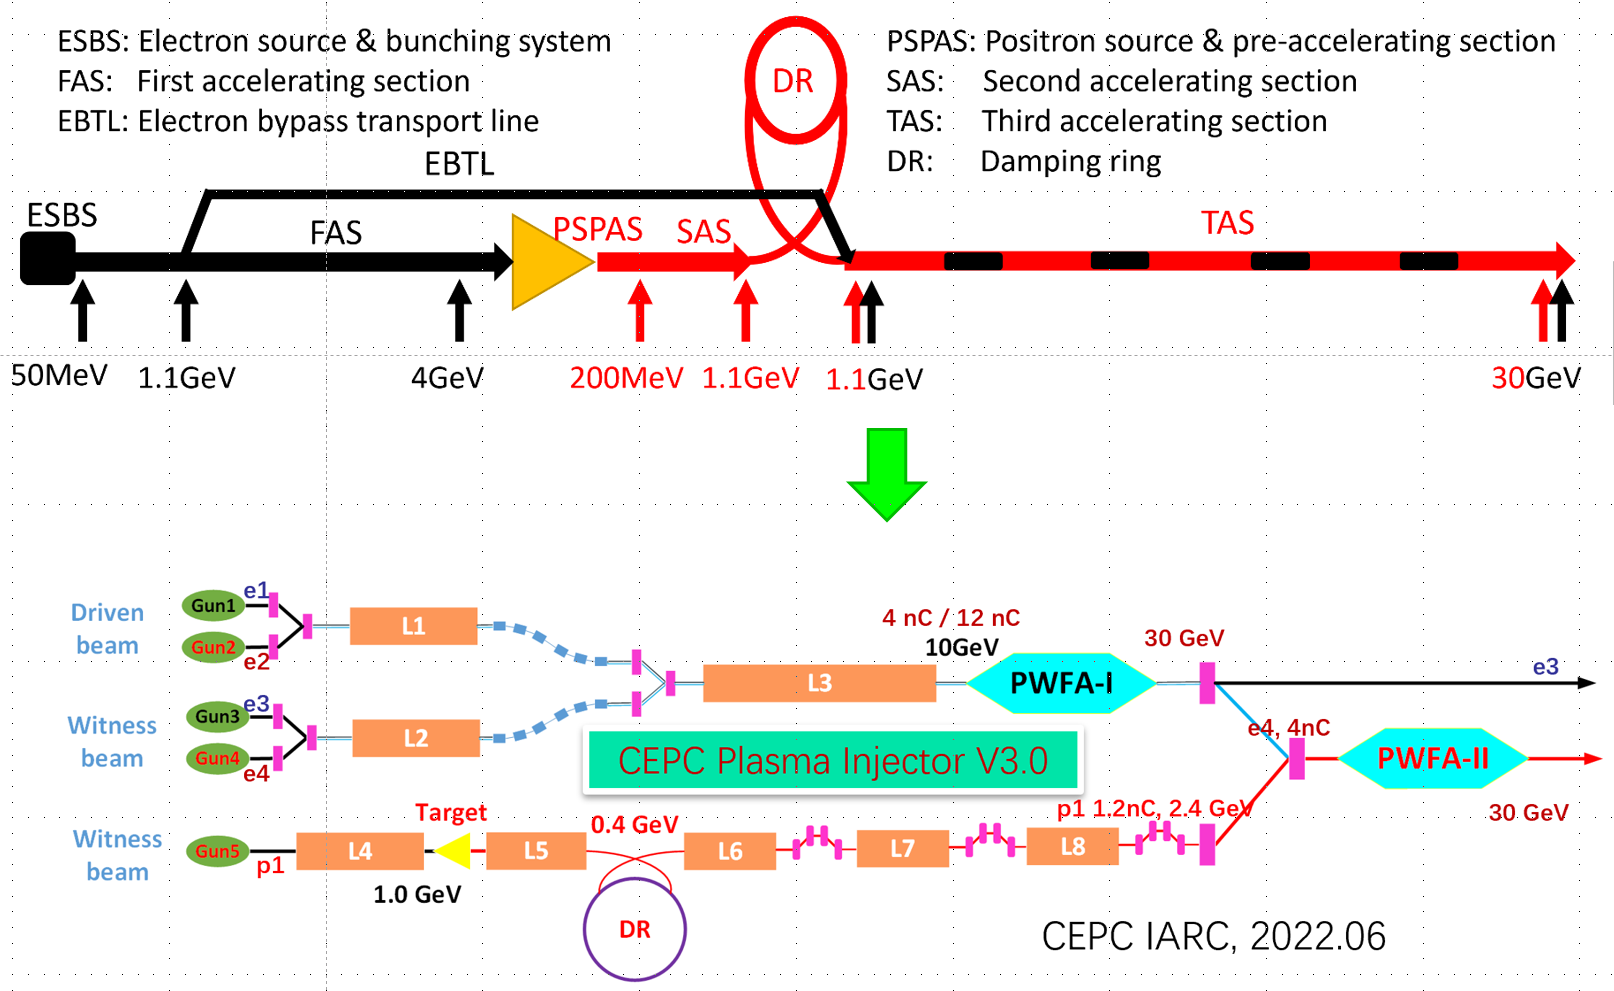 ESBS: Electron source & bunching system
FAS: First accelerating section
EBTL: Electron bypass transport line
PSPAS: Positron source & pre-accelerating section
SAS: Second accelerating section
TAS: Third accelerating section
DR: Damping ring
DR
EBTL
ESBS
FAS
PSPAS
SAS
TAS
50MeV
1.1GeV
4GeV
200MeV
1.1GeV
1.1GeV
30GeV
Driven
beam
Gun1
e1
Gun2
e2
L1
Witness
beam
Gun3
e3
Gun4
e4
L2
L3
4 nC / 12 nC
10GeV
PWFA-I
30 GeV
e3
e4, 4nC
PWFA-II
30 GeV
CEPC Plasma Injector V3.0
Witness
beam
Gun5
p1
L4
Target
1.0 GeV
L5
0.4 GeV
DR
L6
L7
L8
p1 1.2nC, 2.4 GeV
CEPC IARC, 2022.06